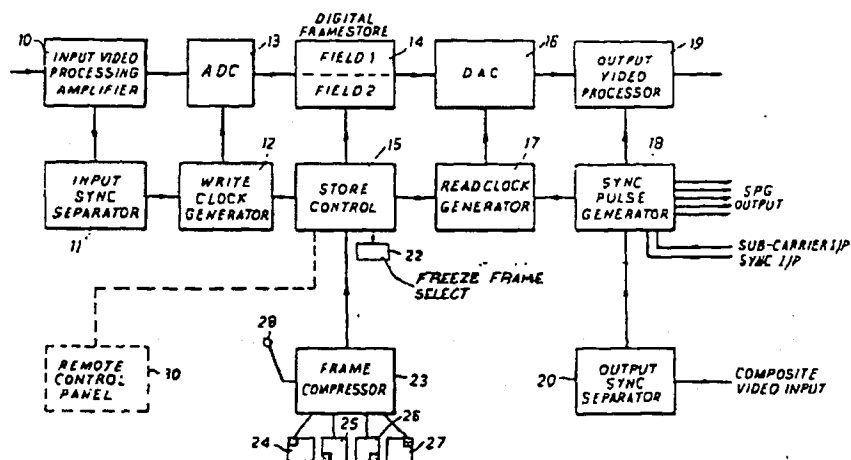 DIGITAL
FRAMESTORE
10
INPUT VIDEO
PROCESSING
AMPLIFIER
13
ADC
14
FIELD 1
FIELD 2
16
DAC
19
OUTPUT
VIDEO
PROCESSOR
INPUT
SYNC
SEPARATOR
11
12
WRITE
CLOCK
GENERATOR
15
STORE
CONTROL
17
READ CLOCK
GENERATOR
18
SYNC
PULSE
GENERATOR
SPG
OUTPUT
SUB-CARRIER I/P
SYNC I/P
22
FREEZE FRAME
SELECT
28
REMOTE
CONTROL
PANEL
30
FRAME
COMPRESSOR
23
20
OUTPUT
SYNC
SEPARATOR
COMPOSITE
VIDEO INPUT
24
25
26
27